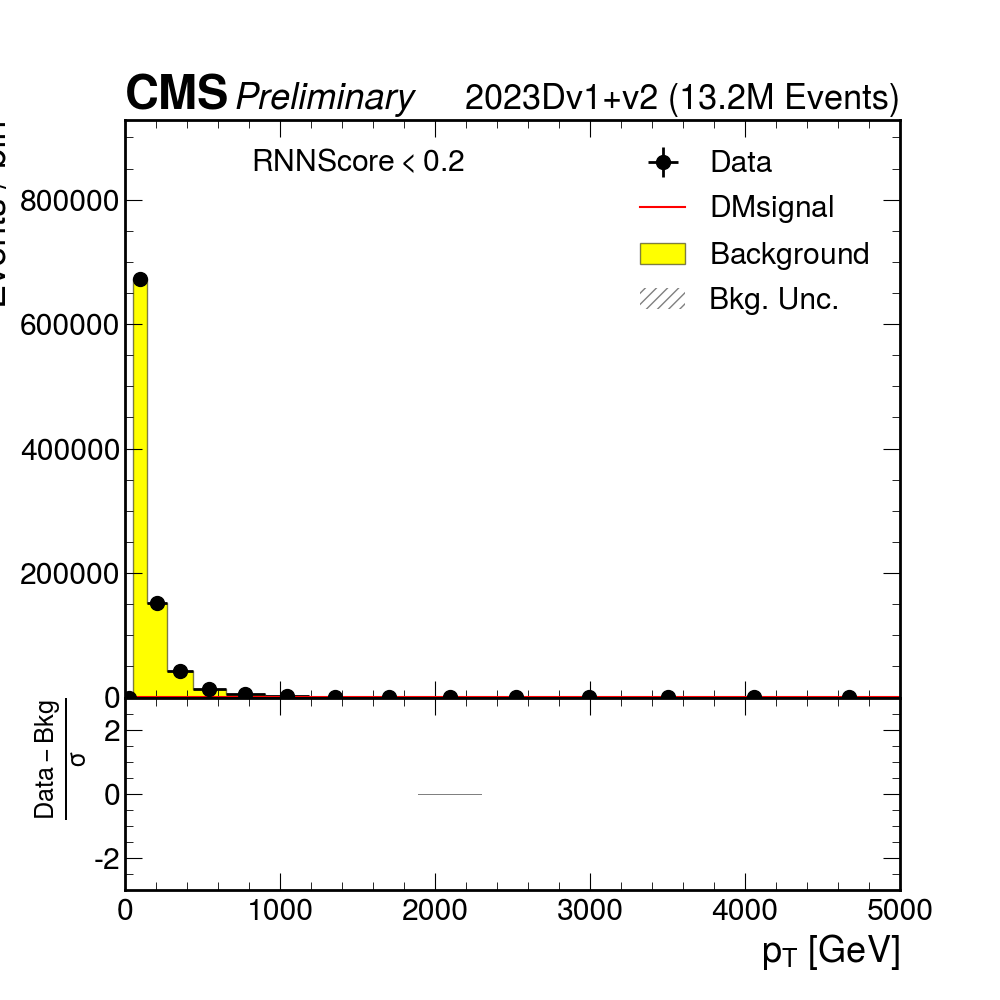 CMS Preliminary 2023Dv1+v2 (13.2M Events)
RNNScore < 0.2
Data
DMsignal
Background
Bkg. Unc.
800000
600000
400000
200000
0
Data – Bkg
σ
2
0
-2
0 1000 2000 3000 4000 5000
pT [GeV]